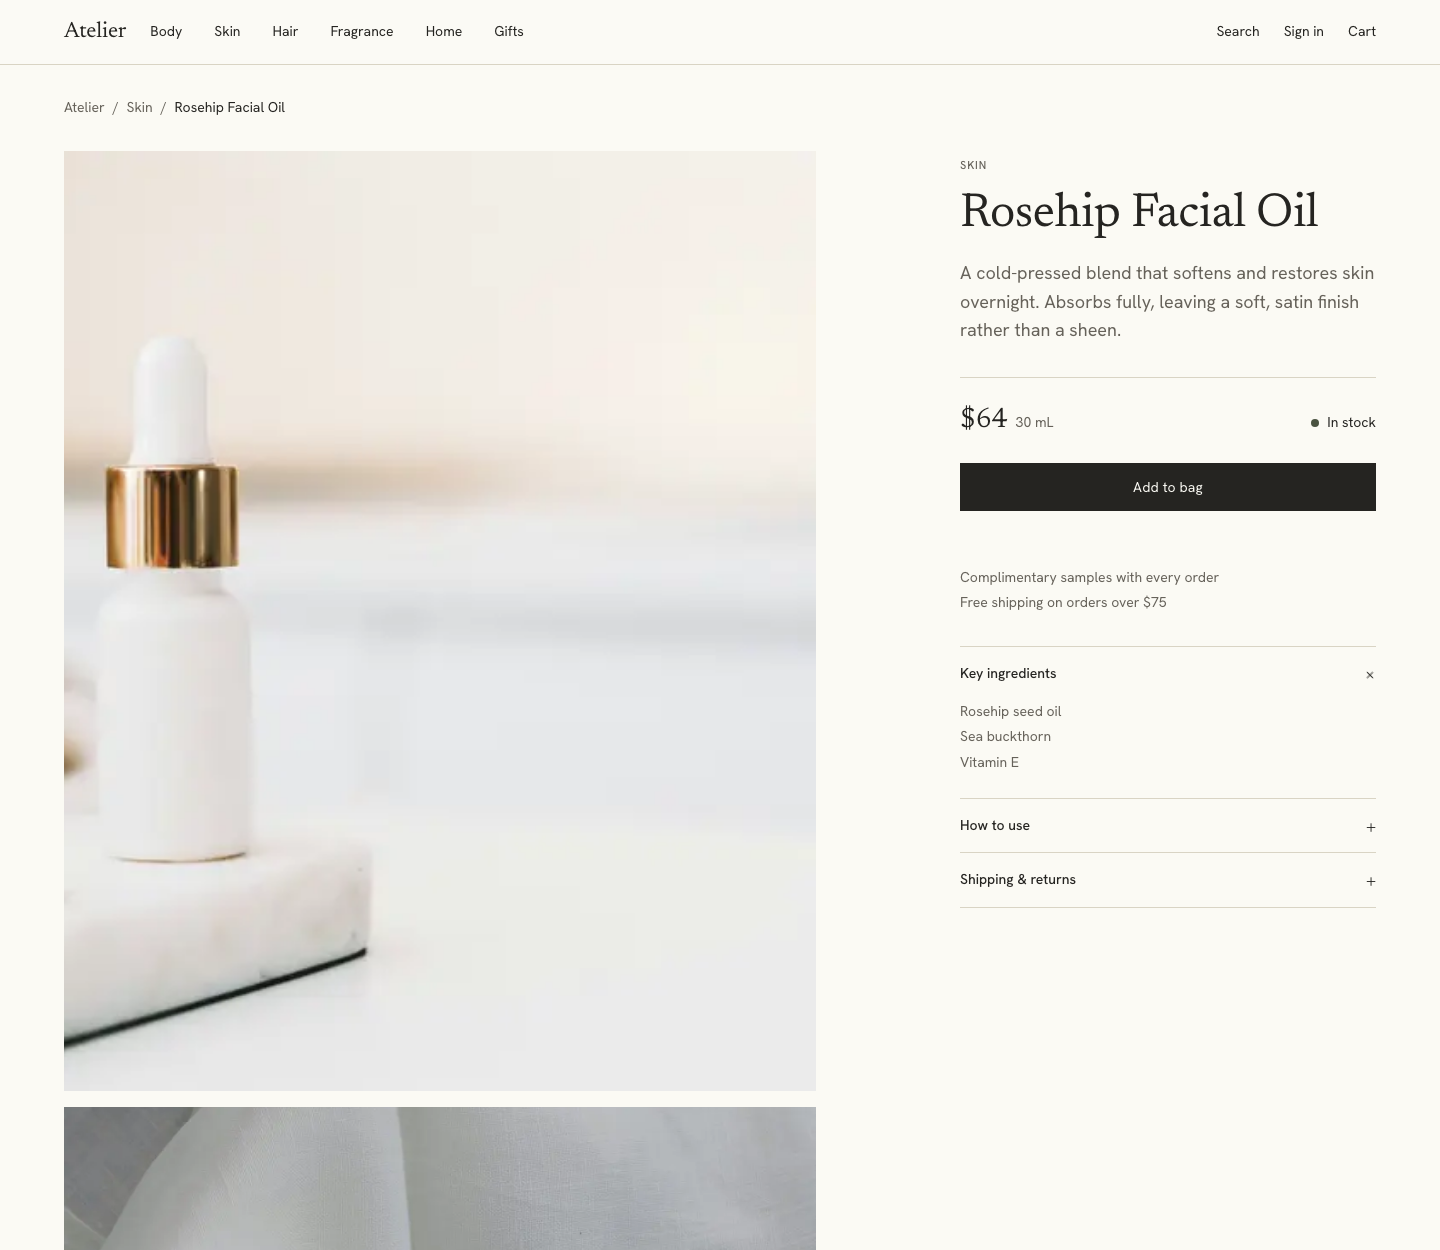 Atelier Body Skin Hair Fragrance Home Gifts Search Sign in Cart
Atelier / Skin / Rosehip Facial Oil
SKIN
Rosehip Facial Oil
A cold-pressed blend that softens and restores skin
overnight. Absorbs fully, leaving a soft, satin finish
rather than a sheen.
$64 30 mL In stock
Add to bag
Complimentary samples with every order
Free shipping on orders over $75
Key ingredients ×
Rosehip seed oil
Sea buckthorn
Vitamin E
How to use +
Shipping & returns +